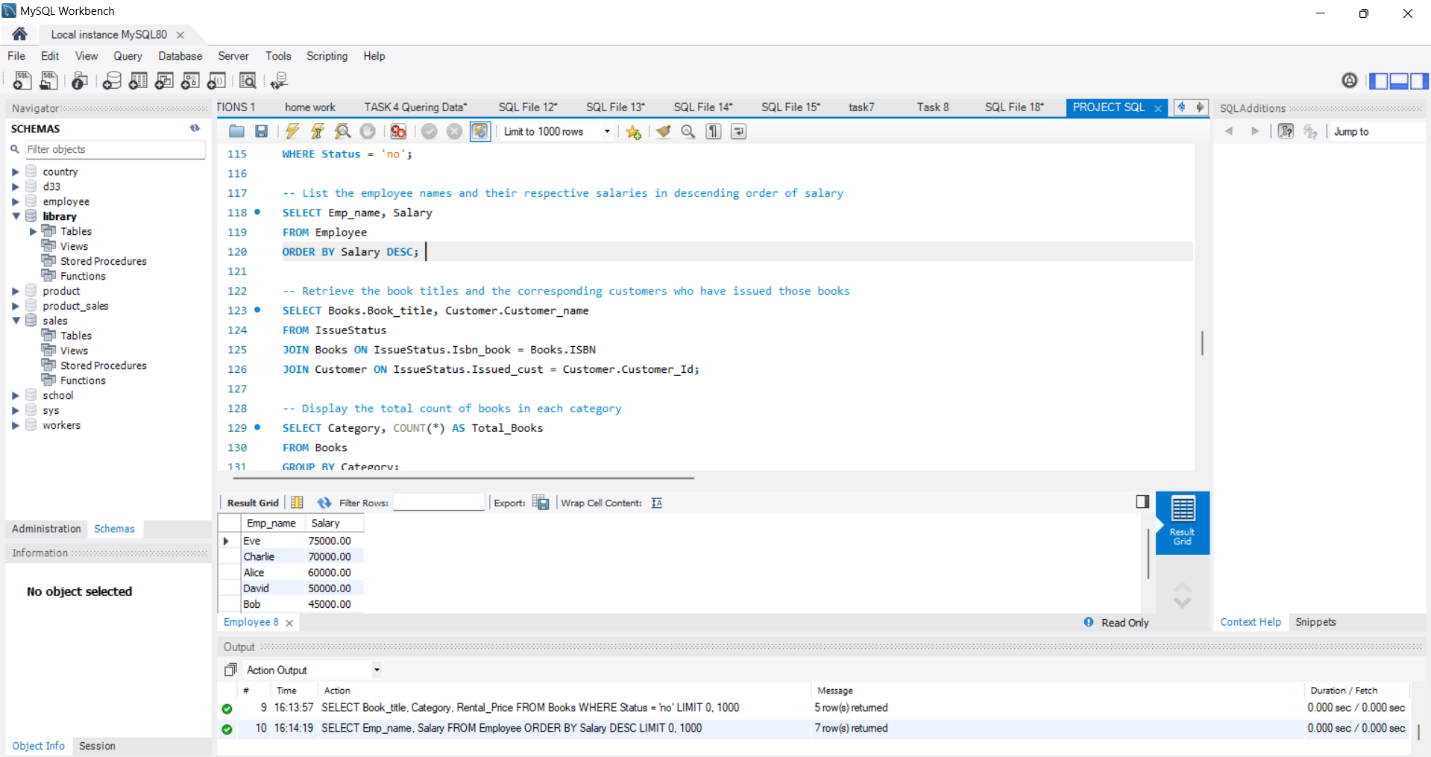 MySQL Workbench
Local instance MySQL80
File Edit View Query Database Server Tools Scripting Help
Navigator
SCHEMAS
Filter objects
country
d33
employee
library
Tables
Views
Stored Procedures
Functions
product
product_sales
sales
Tables
Views
Stored Procedures
Functions
school
sys
workers
Administration Schemas
Information
No object selected
Object Info Session
TIONS 1 home work TASK 4 Quering Data* SQL File 12* SQL File 13* SQL File 14* SQL File 15* task7 Task 8 SQL File 18* PROJECT SQL
Limit to 1000 rows
115 WHERE Status = 'no';
116
117 -- List the employee names and their respective salaries in descending order of salary
118 SELECT Emp_name, Salary
119 FROM Employee
120 ORDER BY Salary DESC;
121
122 -- Retrieve the book titles and the corresponding customers who have issued those books
123 SELECT Books.Book_title, Customer.Customer_name
124 FROM IssueStatus
125 JOIN Books ON IssueStatus.Isbn_book = Books.ISBN
126 JOIN Customer ON IssueStatus.Issued_cust = Customer.Customer_Id;
127
128 -- Display the total count of books in each category
129 SELECT Category, COUNT(*) AS Total_Books
130 FROM Books
131 GROUP BY Category;
Result Grid Filter Rows: Export: Wrap Cell Content:
Emp_name Salary
Eve 75000.00
Charlie 70000.00
Alice 60000.00
David 50000.00
Bob 45000.00
Result Grid
Employee 8
Read Only
SQLAdditions
Jump to
Context Help Snippets
Output
Action Output
# Time Action Message Duration / Fetch
9 16:13:57 SELECT Book_title, Category, Rental_Price FROM Books WHERE Status = 'no' LIMIT 0, 1000 5 row(s) returned 0.000 sec / 0.000 sec
10 16:14:19 SELECT Emp_name, Salary FROM Employee ORDER BY Salary DESC LIMIT 0, 1000 7 row(s) returned 0.000 sec / 0.000 sec